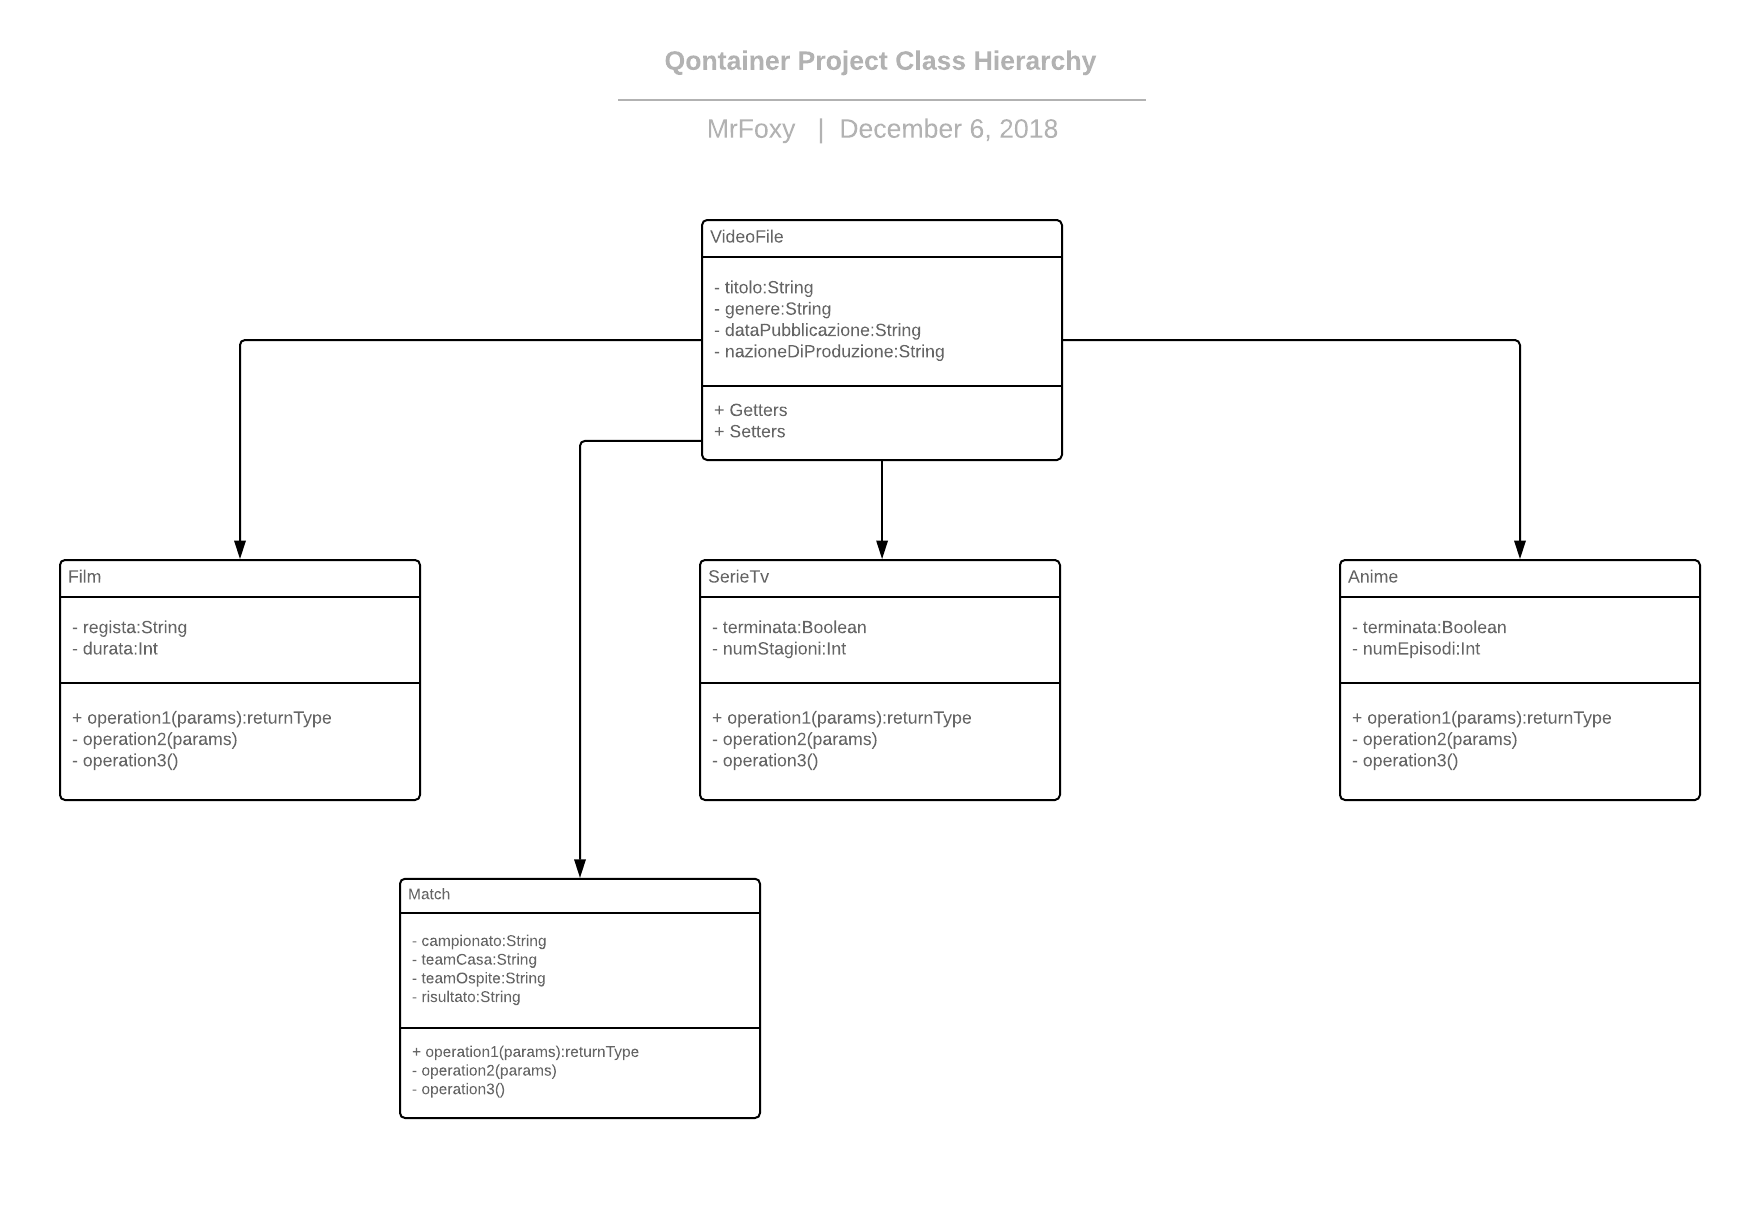 Qontainer Project Class Hierarchy
MrFoxy | December 6, 2018
VideoFile
- titolo:String
- genere:String
- dataPubblicazione:String
- nazioneDiProduzione:String
+ Getters
+ Setters
Film
- regista:String
- durata:Int
+ operation1(params):returnType
- operation2(params)
- operation3()
SerieTv
- terminata:Boolean
- numStagioni:Int
+ operation1(params):returnType
- operation2(params)
- operation3()
Anime
- terminata:Boolean
- numEpisodi:Int
+ operation1(params):returnType
- operation2(params)
- operation3()
Match
- campionato:String
- teamCasa:String
- teamOspite:String
- risultato:String
+ operation1(params):returnType
- operation2(params)
- operation3()